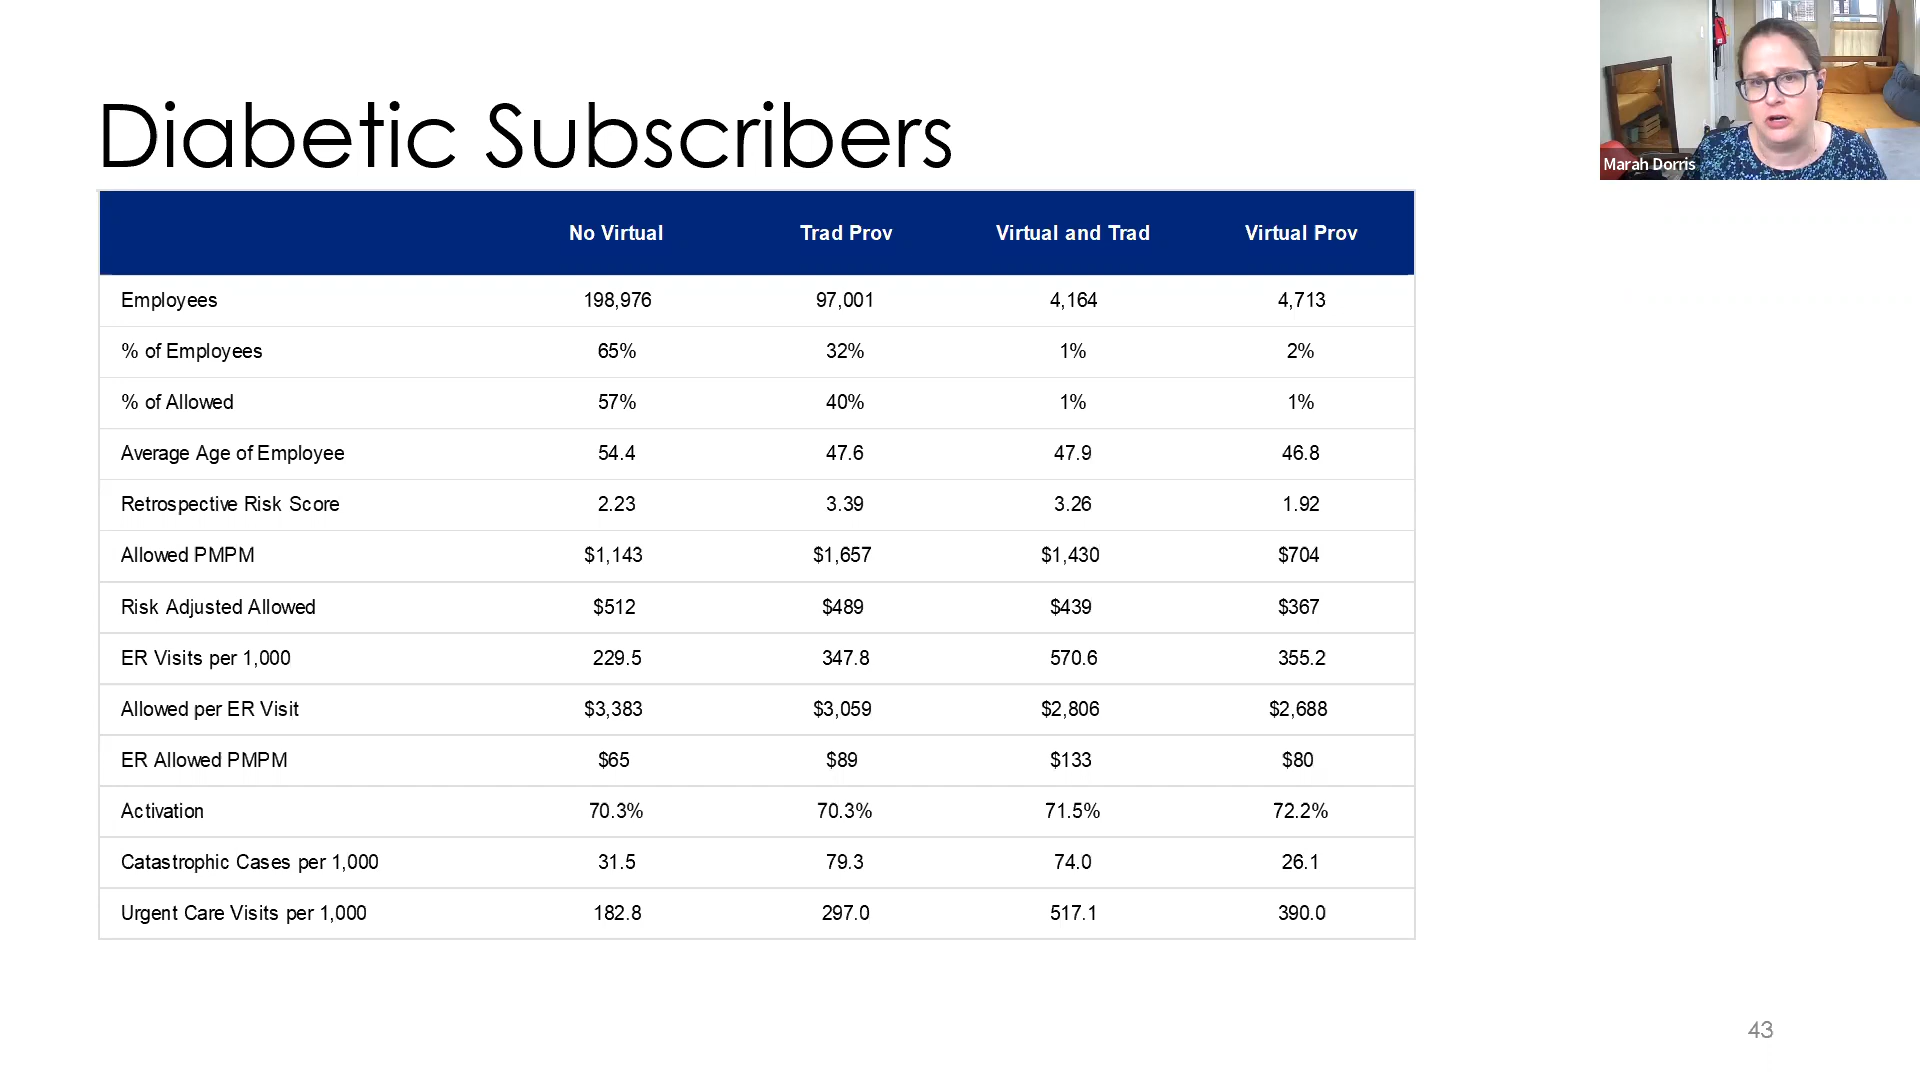 Diabetic Subscribers
Marah Dorris
No Virtual Trad Prov Virtual and Trad Virtual Prov
Employees 198,976 97,001 4,164 4,713
% of Employees 65% 32% 1% 2%
% of Allowed 57% 40% 1% 1%
Average Age of Employee 54.4 47.6 47.9 46.8
Retrospective Risk Score 2.23 3.39 3.26 1.92
Allowed PMPM $1,143 $1,657 $1,430 $704
Risk Adjusted Allowed $512 $489 $439 $367
ER Visits per 1,000 229.5 347.8 570.6 355.2
Allowed per ER Visit $3,383 $3,059 $2,806 $2,688
ER Allowed PMPM $65 $89 $133 $80
Activation 70.3% 70.3% 71.5% 72.2%
Catastrophic Cases per 1,000 31.5 79.3 74.0 26.1
Urgent Care Visits per 1,000 182.8 297.0 517.1 390.0
43